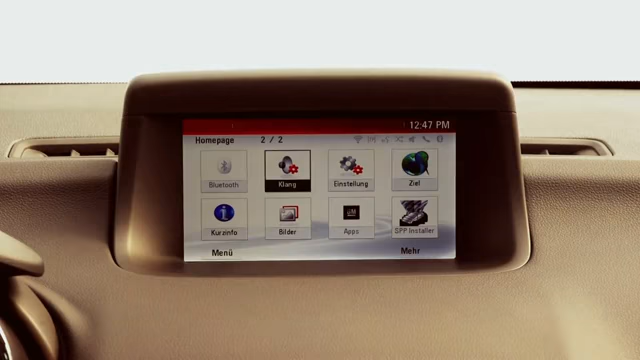 12:47 PM
Homepage 2 / 2
Bluetooth Klang Einstellung Ziel
Kurzinfo Bilder Apps SPP Installer
Menü Mehr